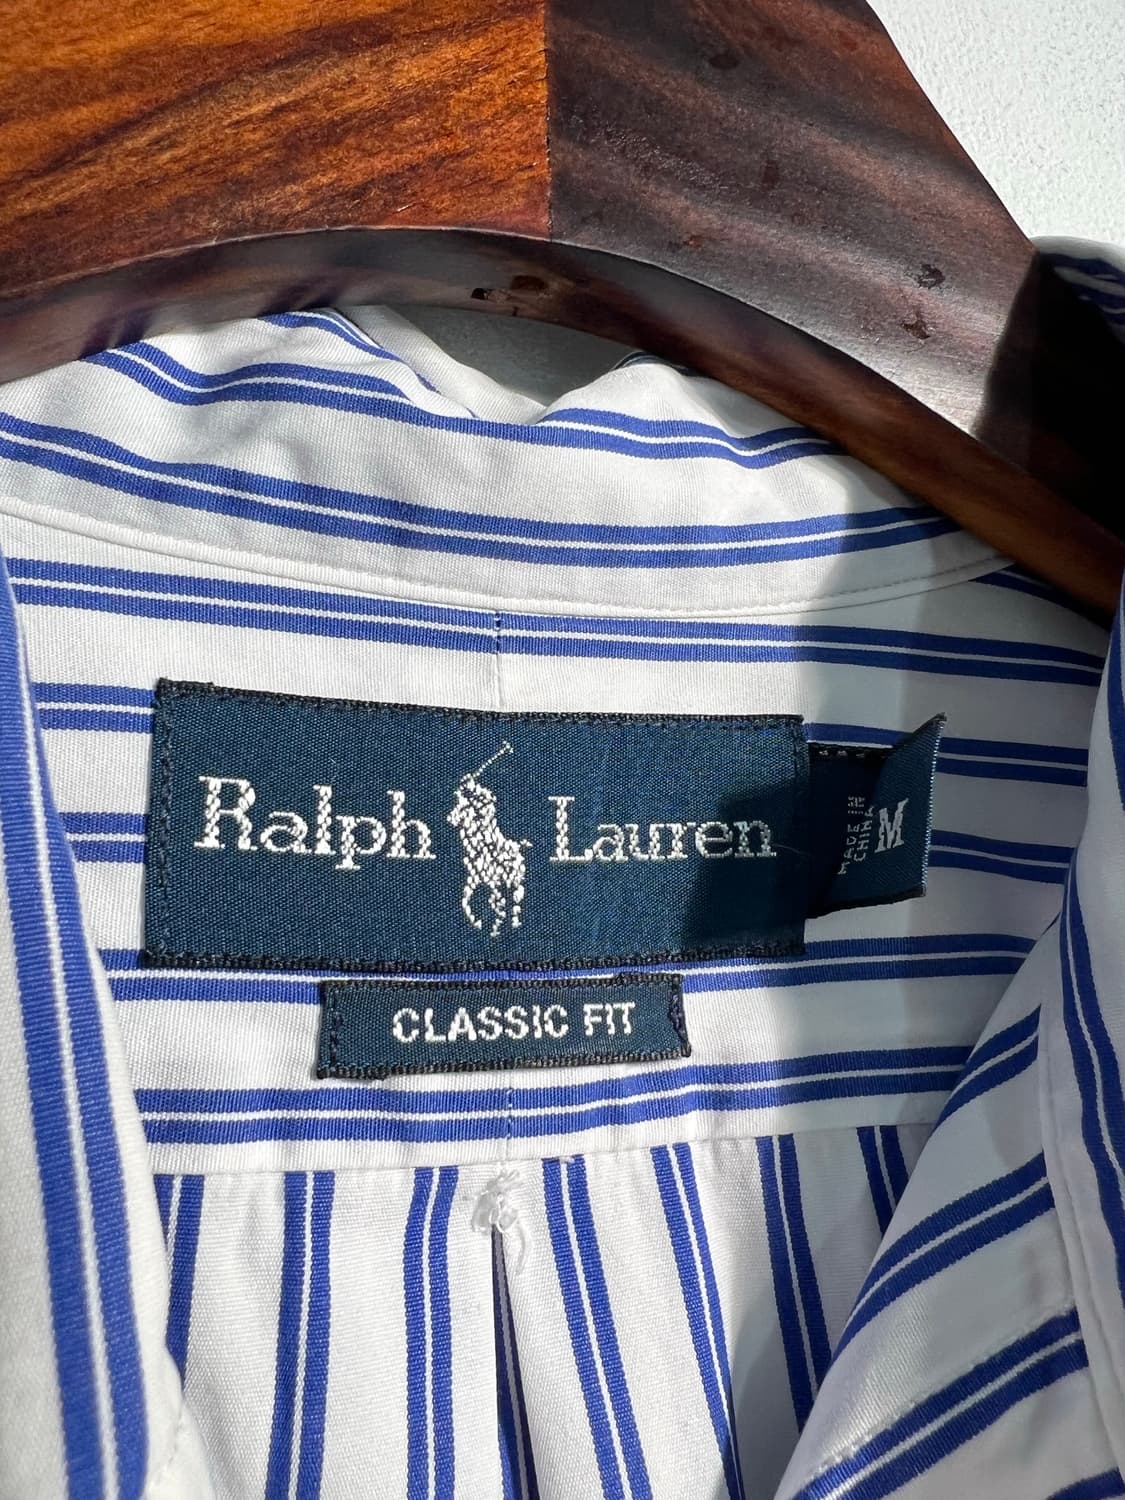 Ralph Lauren
MADE IN
CHINA
M
CLASSIC FIT